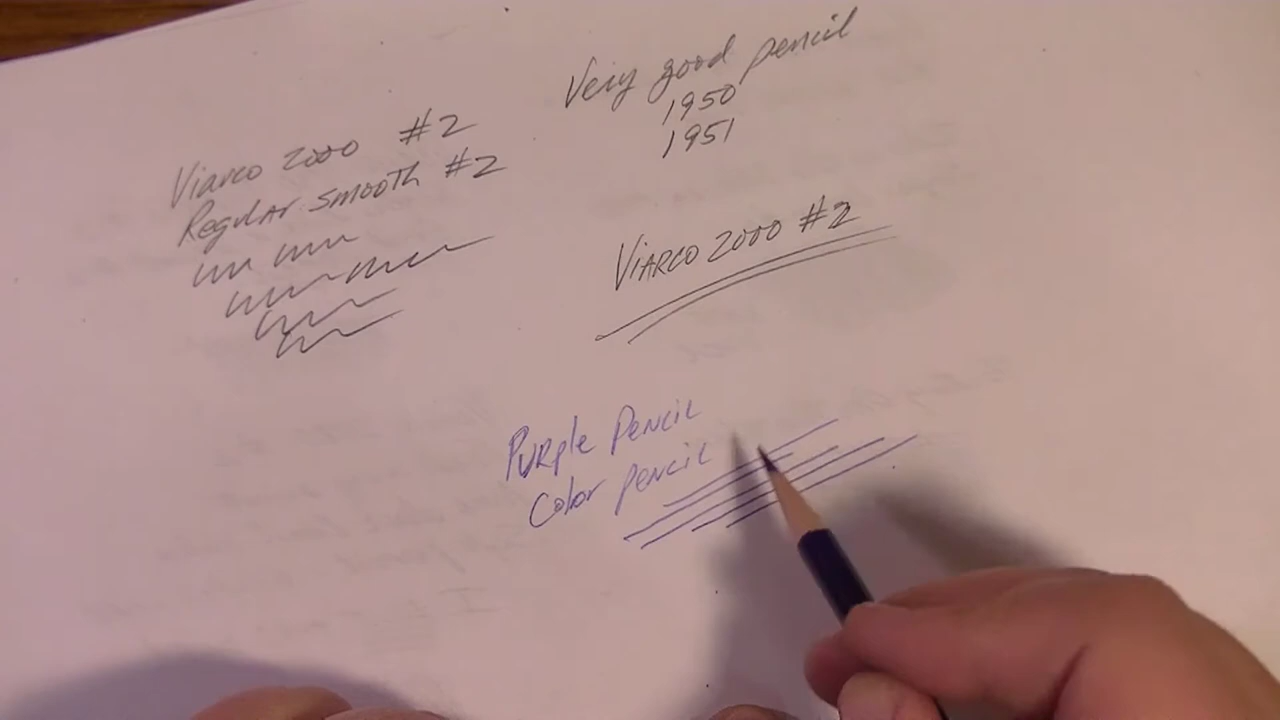 Viarco 2000 #2
Regular smooth #2
Very good pencil
1950
1951
VIARCO 2000 #2
Purple Pencil
Color pencil